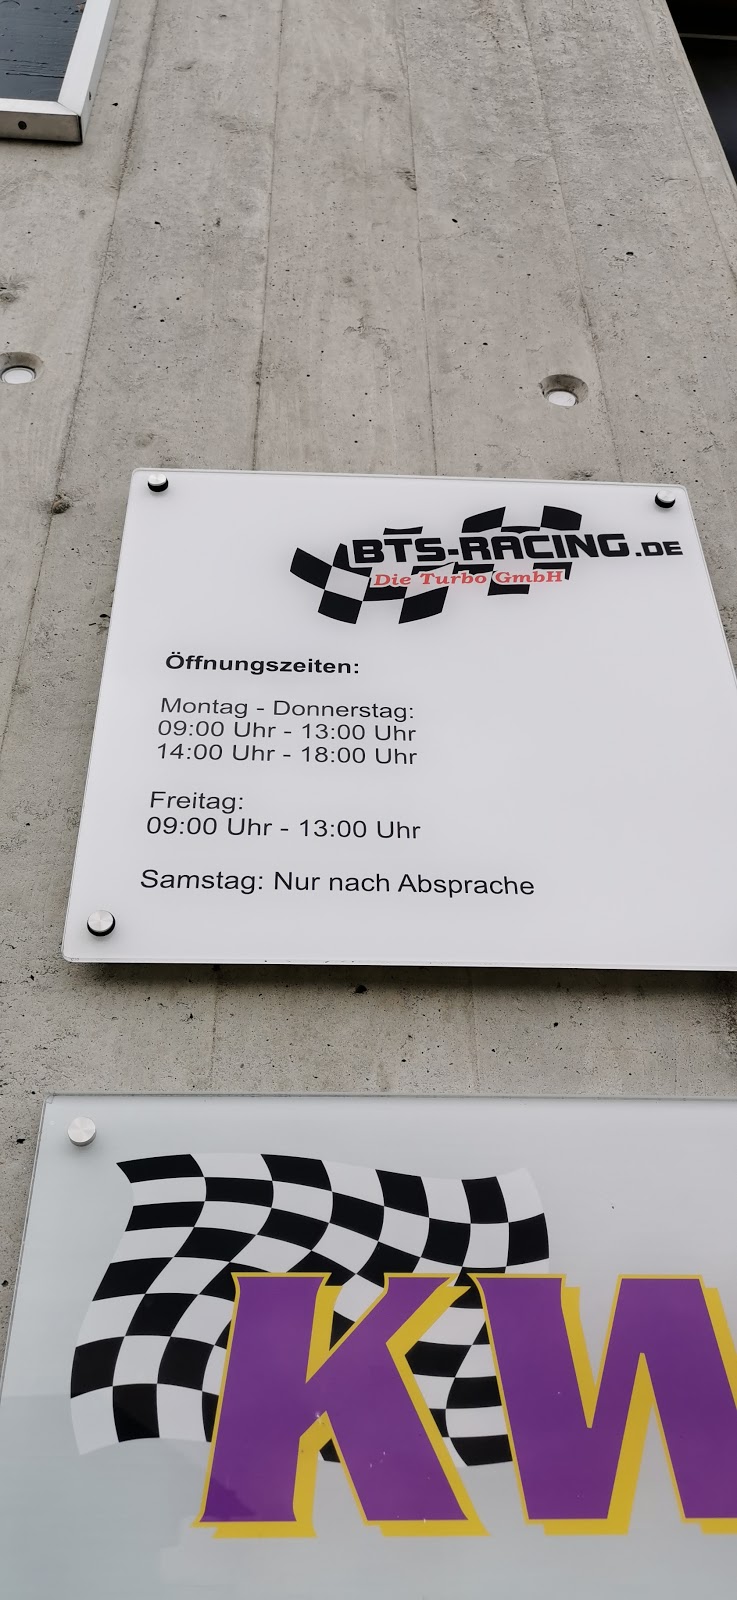 BTS-RACING.DE
Die Turbo GmbH
Öffnungszeiten:
Montag - Donnerstag:
09:00 Uhr - 13:00 Uhr
14:00 Uhr - 18:00 Uhr
Freitag:
09:00 Uhr - 13:00 Uhr
Samstag: Nur nach Absprache
KW